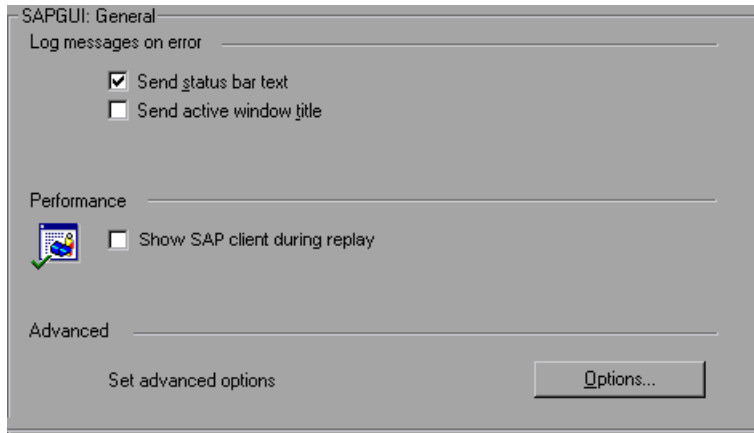 SAPGUI: General
Log messages on error
Send status bar text
Send active window title
Performance
Show SAP client during replay
Advanced
Set advanced options
Options...